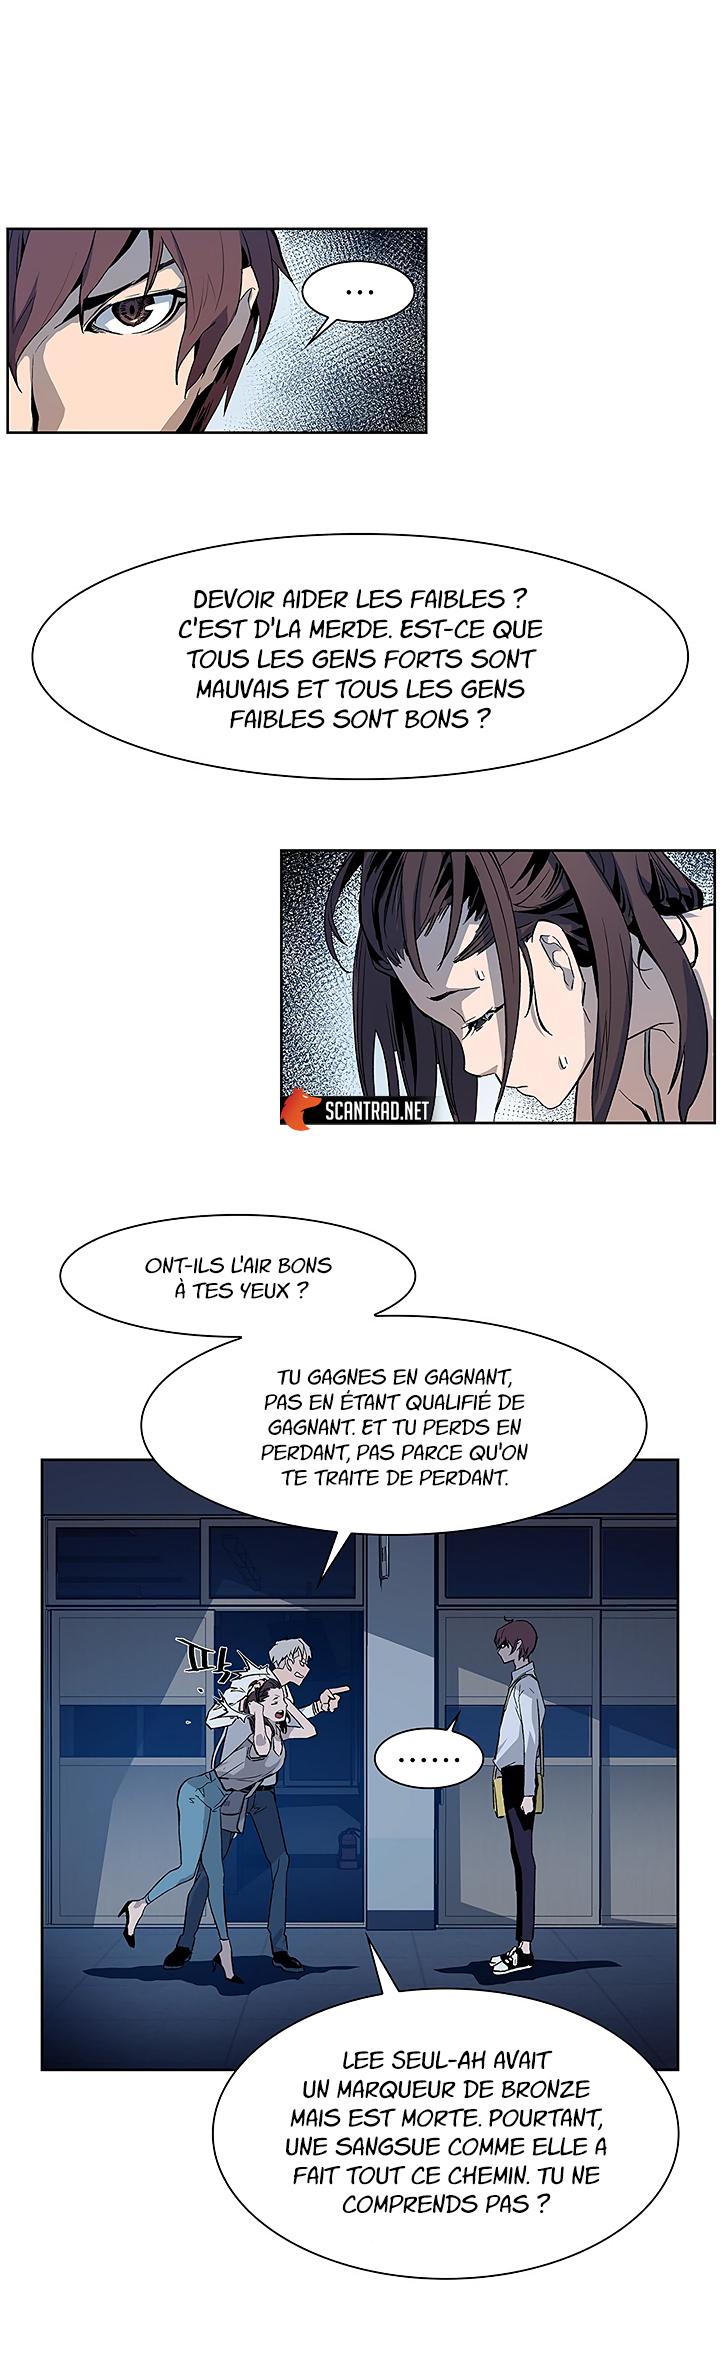 ...
DEVOIR AIDER LES FAIBLES ?
C'EST D'LA MERDE. EST-CE QUE
TOUS LES GENS FORTS SONT
MAUVAIS ET TOUS LES GENS
FAIBLES SONT BONS ?
SCANTRAD.NET
ONT-ILS L'AIR BONS
À TES YEUX ?
TU GAGNES EN GAGNANT,
PAS EN ÉTANT QUALIFIÉ DE
GAGNANT. ET TU PERDS EN
PERDANT, PAS PARCE QU'ON
TE TRAITE DE PERDANT.
팍
......
LEE SEUL-AH AVAIT
UN MARQUEUR DE BRONZE
MAIS EST MORTE. POURTANT,
UNE SANGSUE COMME ELLE A
FAIT TOUT CE CHEMIN. TU NE
COMPRENDS PAS ?